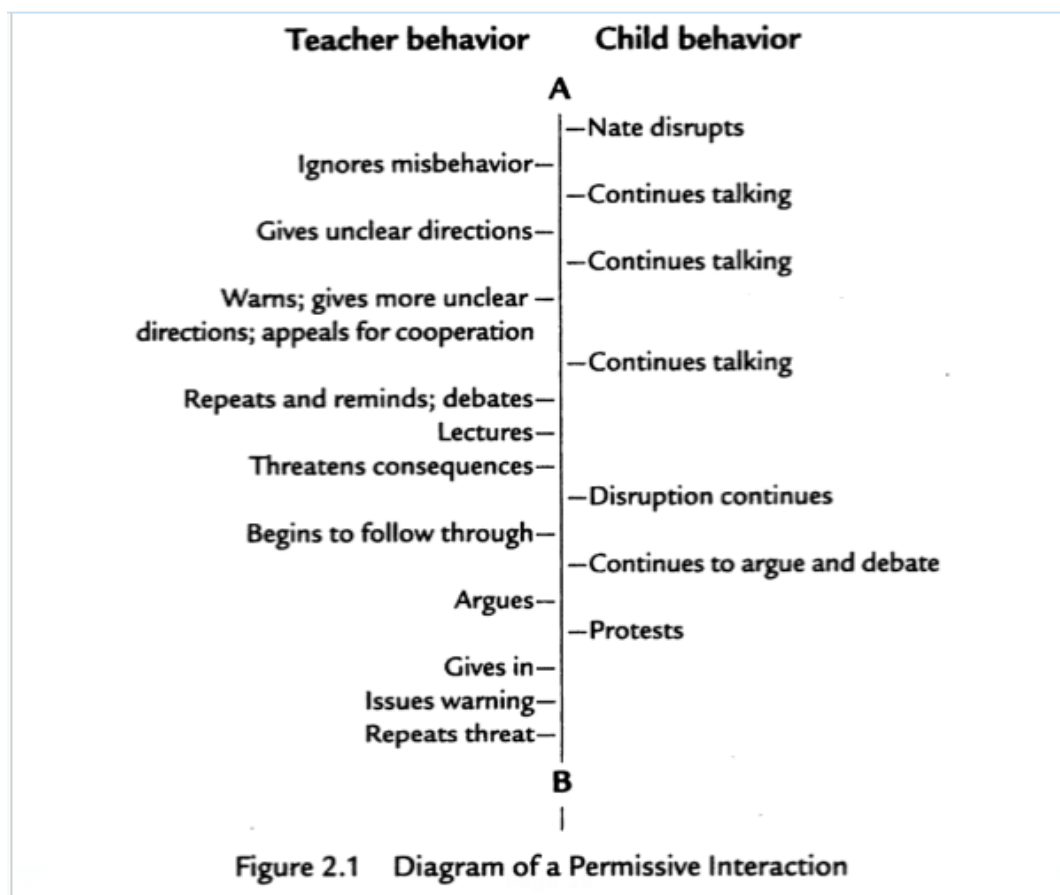 Teacher behavior Child behavior
A
Nate disrupts
Ignores misbehavior
Continues talking
Gives unclear directions
Continues talking
Warns; gives more unclear
directions; appeals for cooperation
Continues talking
Repeats and reminds; debates
Lectures
Threatens consequences
Disruption continues
Begins to follow through
Continues to argue and debate
Argues
Protests
Gives in
Issues warning
Repeats threat
B
Figure 2.1 Diagram of a Permissive Interaction